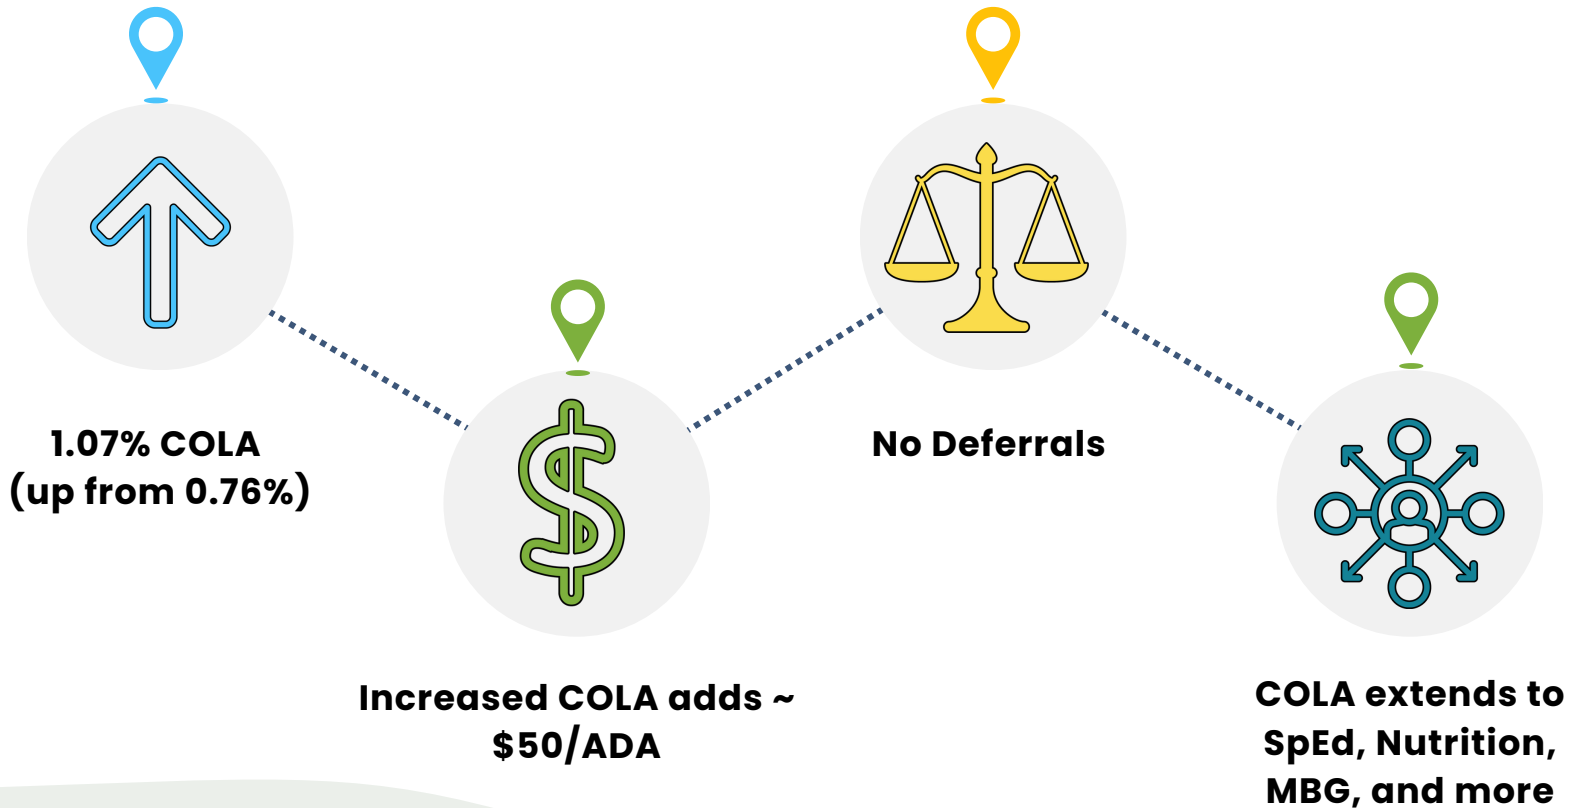 1.07% COLA
(up from 0.76%)
Increased COLA adds ~
$50/ADA
No Deferrals
COLA extends to
SpEd, Nutrition,
MBG, and more